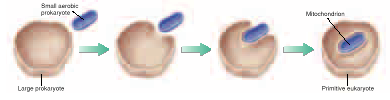 Small aerobic
prokaryote
Mitochondrion
Large prokaryote
Primitive eukaryote